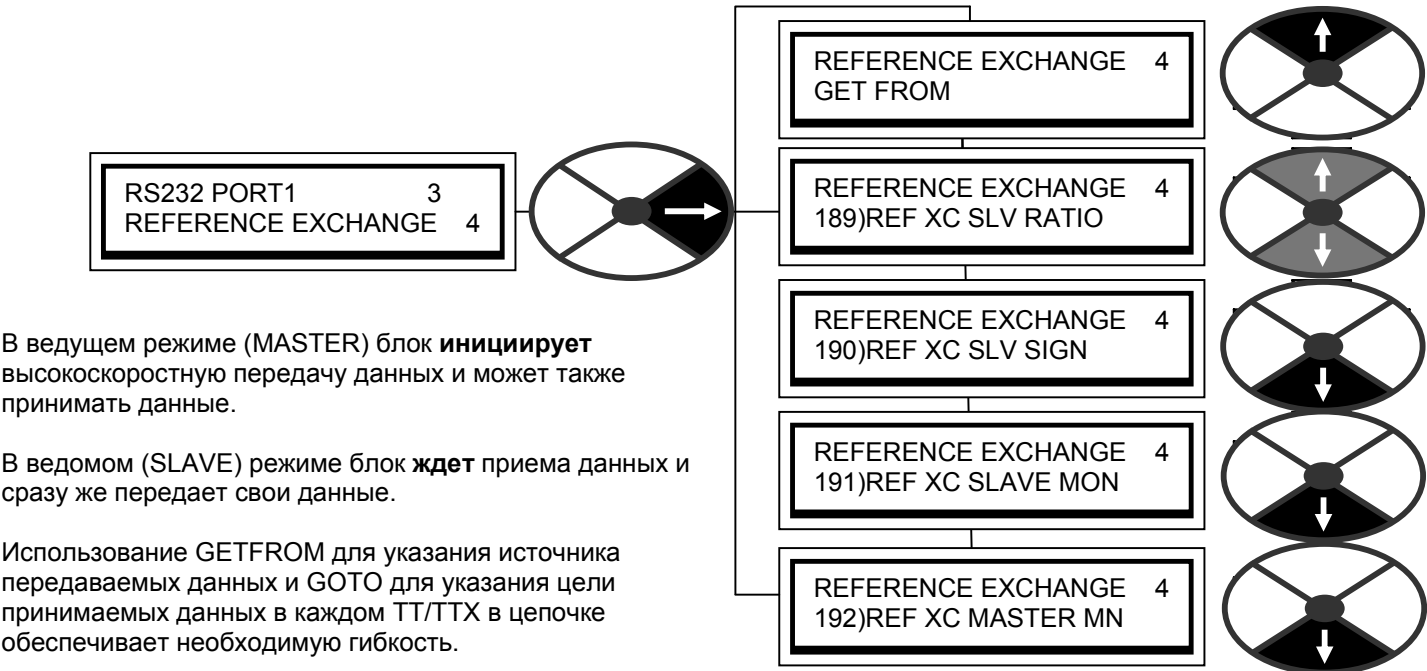 REFERENCE EXCHANGE 4
GET FROM
RS232 PORT1 3
REFERENCE EXCHANGE 4
REFERENCE EXCHANGE 4
189)REF XC SLV RATIO
REFERENCE EXCHANGE 4
190)REF XC SLV SIGN
REFERENCE EXCHANGE 4
191)REF XC SLAVE MON
REFERENCE EXCHANGE 4
192)REF XC MASTER MN
В ведущем режиме (MASTER) блок инициирует
высокоскоростную передачу данных и может также
принимать данные.
В ведомом (SLAVE) режиме блок ждет приема данных и
сразу же передает свои данные.
Использование GETFROM для указания источника
передаваемых данных и GOTO для указания цели
принимаемых данных в каждом TT/TTX в цепочке
обеспечивает необходимую гибкость.